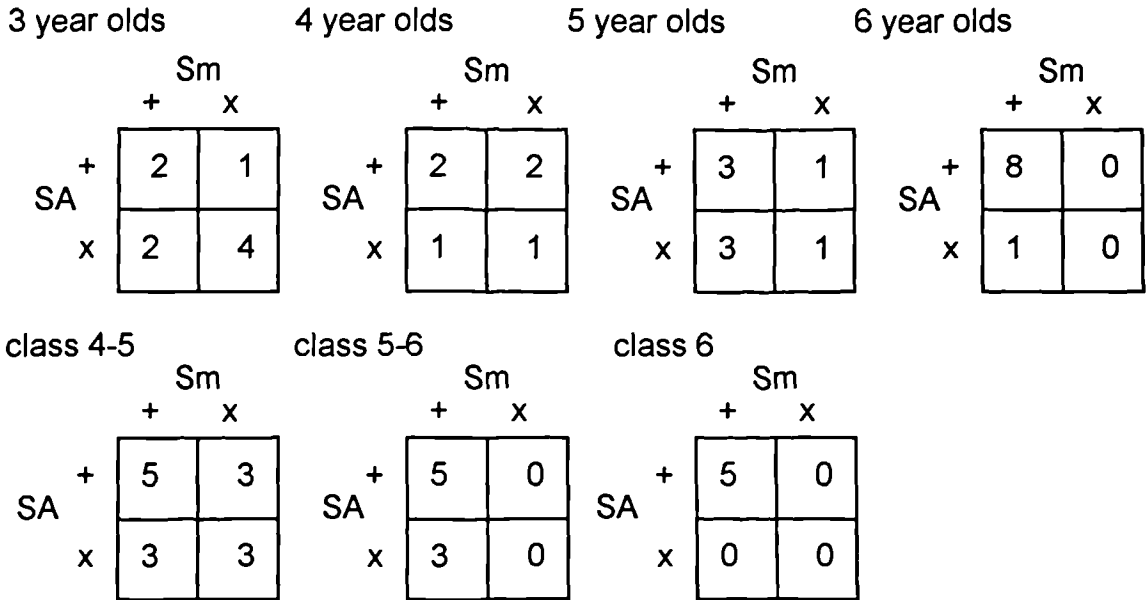 3 year olds 4 year olds 5 year olds 6 year olds
Sm Sm Sm Sm
+ x + x + x + x
+ 2 1 + 2 2 + 3 1 + 8 0
SA SA SA SA
x 2 4 x 1 1 x 3 1 x 1 0
class 4-5 class 5-6 class 6
Sm Sm Sm
+ x + x + x
+ 5 3 + 5 0 + 5 0
SA SA SA
x 3 3 x 3 0 x 0 0